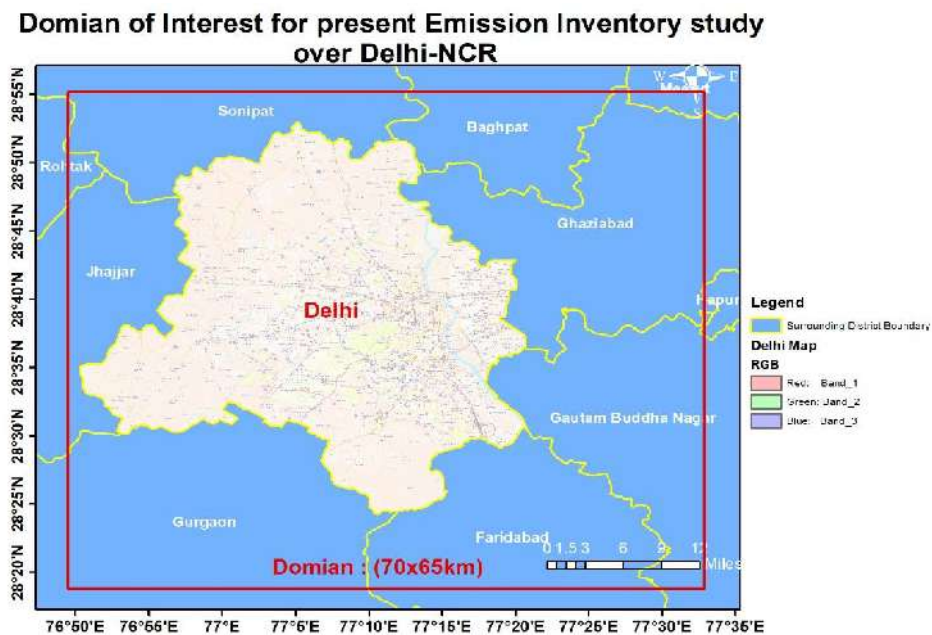 Domian of Interest for present Emission Inventory study
over Delhi-NCR
W E
S
Sonipat
Baghpat
Rohtak
Ghaziabad
Jhajjar
Hapur
Delhi
Gautam Buddha Nagar
Gurgaon
Faridabad
0 1.5 3 6 9 12
Miles
Domian : (70x65km)
28°55'N
28°50'N
28°45'N
28°40'N
28°35'N
28°30'N
28°25'N
28°20'N
76°50'E 76°55'E 77°E 77°5'E 77°10'E 77°15'E 77°20'E 77°25'E 77°30'E 77°35'E
Legend
Surrounding District Boundary
Delhi Map
RGB
Red: Band_1
Green: Band_2
Blue: Band_3